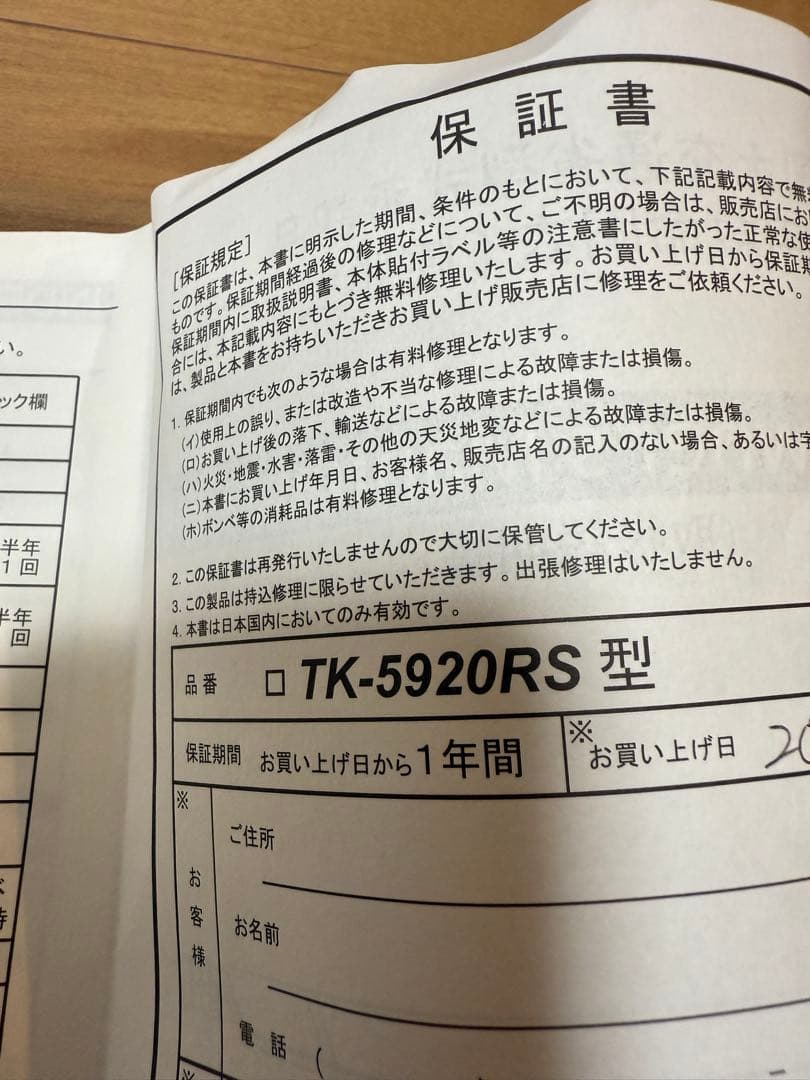 保証書
[保証規定]
この保証書は、本書に明示した期間、条件のもとにおいて、下記記載内容で無
ものです。保証期間経過後の修理などについて、ご不明の場合は、販売店にお
保証期間内に取扱説明書、本体貼付ラベル等の注意書にしたがった正常な使
合には、本記載内容にもとづき無料修理いたします。お買い上げ日から保証期
は、製品と本書をお持ちいただきお買い上げ販売店に修理をご依頼ください。
1. 保証期間内でも次のような場合は有料修理となります。
(イ)使用上の誤り、または改造や不当な修理による故障または損傷。
(ロ)お買い上げ後の落下、輸送などによる故障または損傷。
(ハ)火災・地震・水害・落雷・その他の天災地変などによる故障または損傷。
(ニ)本書にお買い上げ年月日、お客様名、販売店名の記入のない場合、あるいは字
(ホ)ボンベ等の消耗品は有料修理となります。
2. この保証書は再発行いたしませんので大切に保管してください。
3. この製品は持込修理に限らせていただきます。出張修理はいたしません。
4. 本書は日本国内においてのみ有効です。
品番 □ TK-5920RS 型
保証期間 お買い上げ日から1年間 ※お買い上げ日 20
※
お客様
ご住所
お名前
電話 (
※
い。
ック欄
半年
1回
半年
回